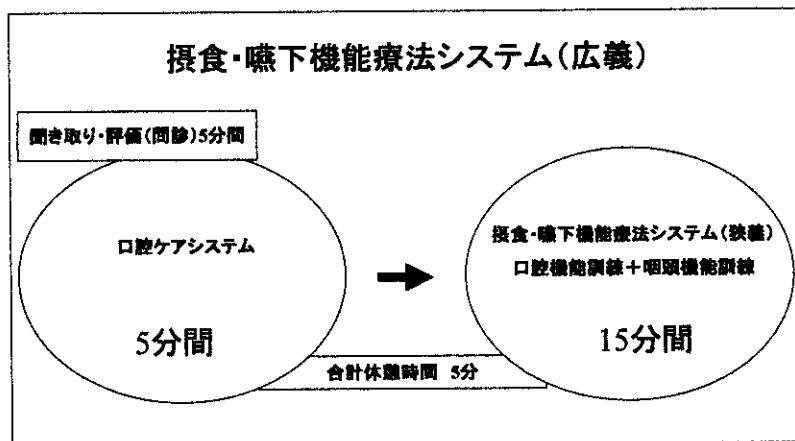 摂食・嚥下機能療法システム(広義)
聞き取り・評価(問診)5分間
口腔ケアシステム
5分間
摂食・嚥下機能療法システム(狭義)
口腔機能訓練+咽頭機能訓練
15分間
合計休憩時間 5分